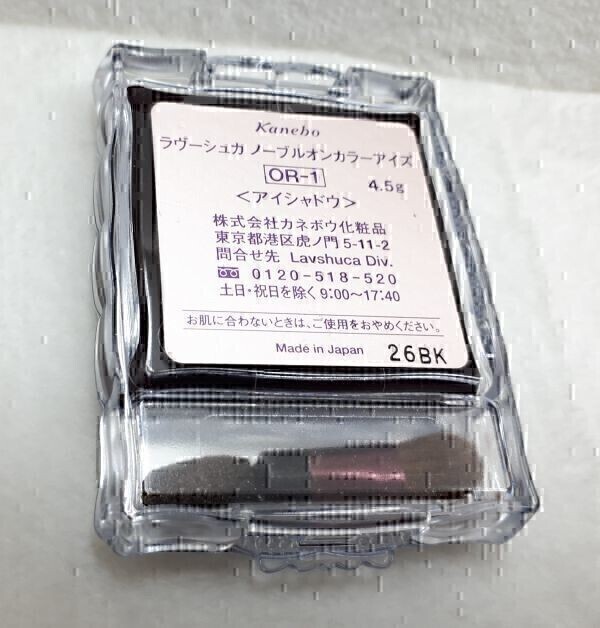 Kanebo
ラヴーシュカ ノーブルオンカラーアイズ
OR-1 4.5g
<アイシャドウ>
株式会社カネボウ化粧品
東京都港区虎ノ門5-11-2
問合せ先 Lavshuca Div.
0120-518-520
土日・祝日を除く9:00〜17:40
お肌に合わないときは、ご使用をおやめください。
Made in Japan 26BK